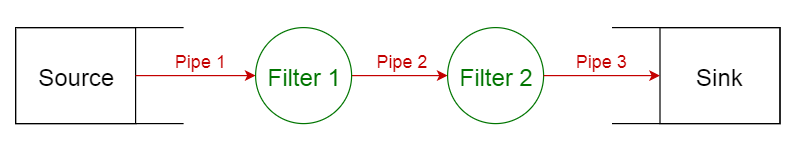 Source
Pipe 1
Filter 1
Pipe 2
Filter 2
Pipe 3
Sink